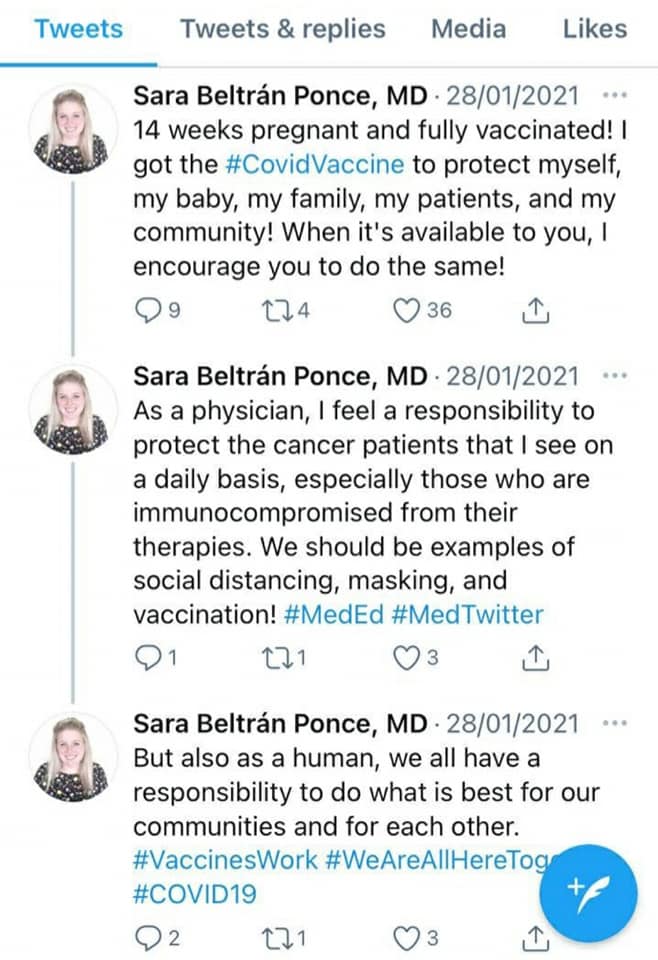 Tweets Tweets & replies Media Likes
Sara Beltrán Ponce, MD · 28/01/2021
14 weeks pregnant and fully vaccinated! I
got the #CovidVaccine to protect myself,
my baby, my family, my patients, and my
community! When it's available to you, I
encourage you to do the same!
9 4 36
Sara Beltrán Ponce, MD · 28/01/2021
As a physician, I feel a responsibility to
protect the cancer patients that I see on
a daily basis, especially those who are
immunocompromised from their
therapies. We should be examples of
social distancing, masking, and
vaccination! #MedEd #MedTwitter
1 1 3
Sara Beltrán Ponce, MD · 28/01/2021
But also as a human, we all have a
responsibility to do what is best for our
communities and for each other.
#VaccinesWork #WeAreAllHereTog
#COVID19
2 1 3